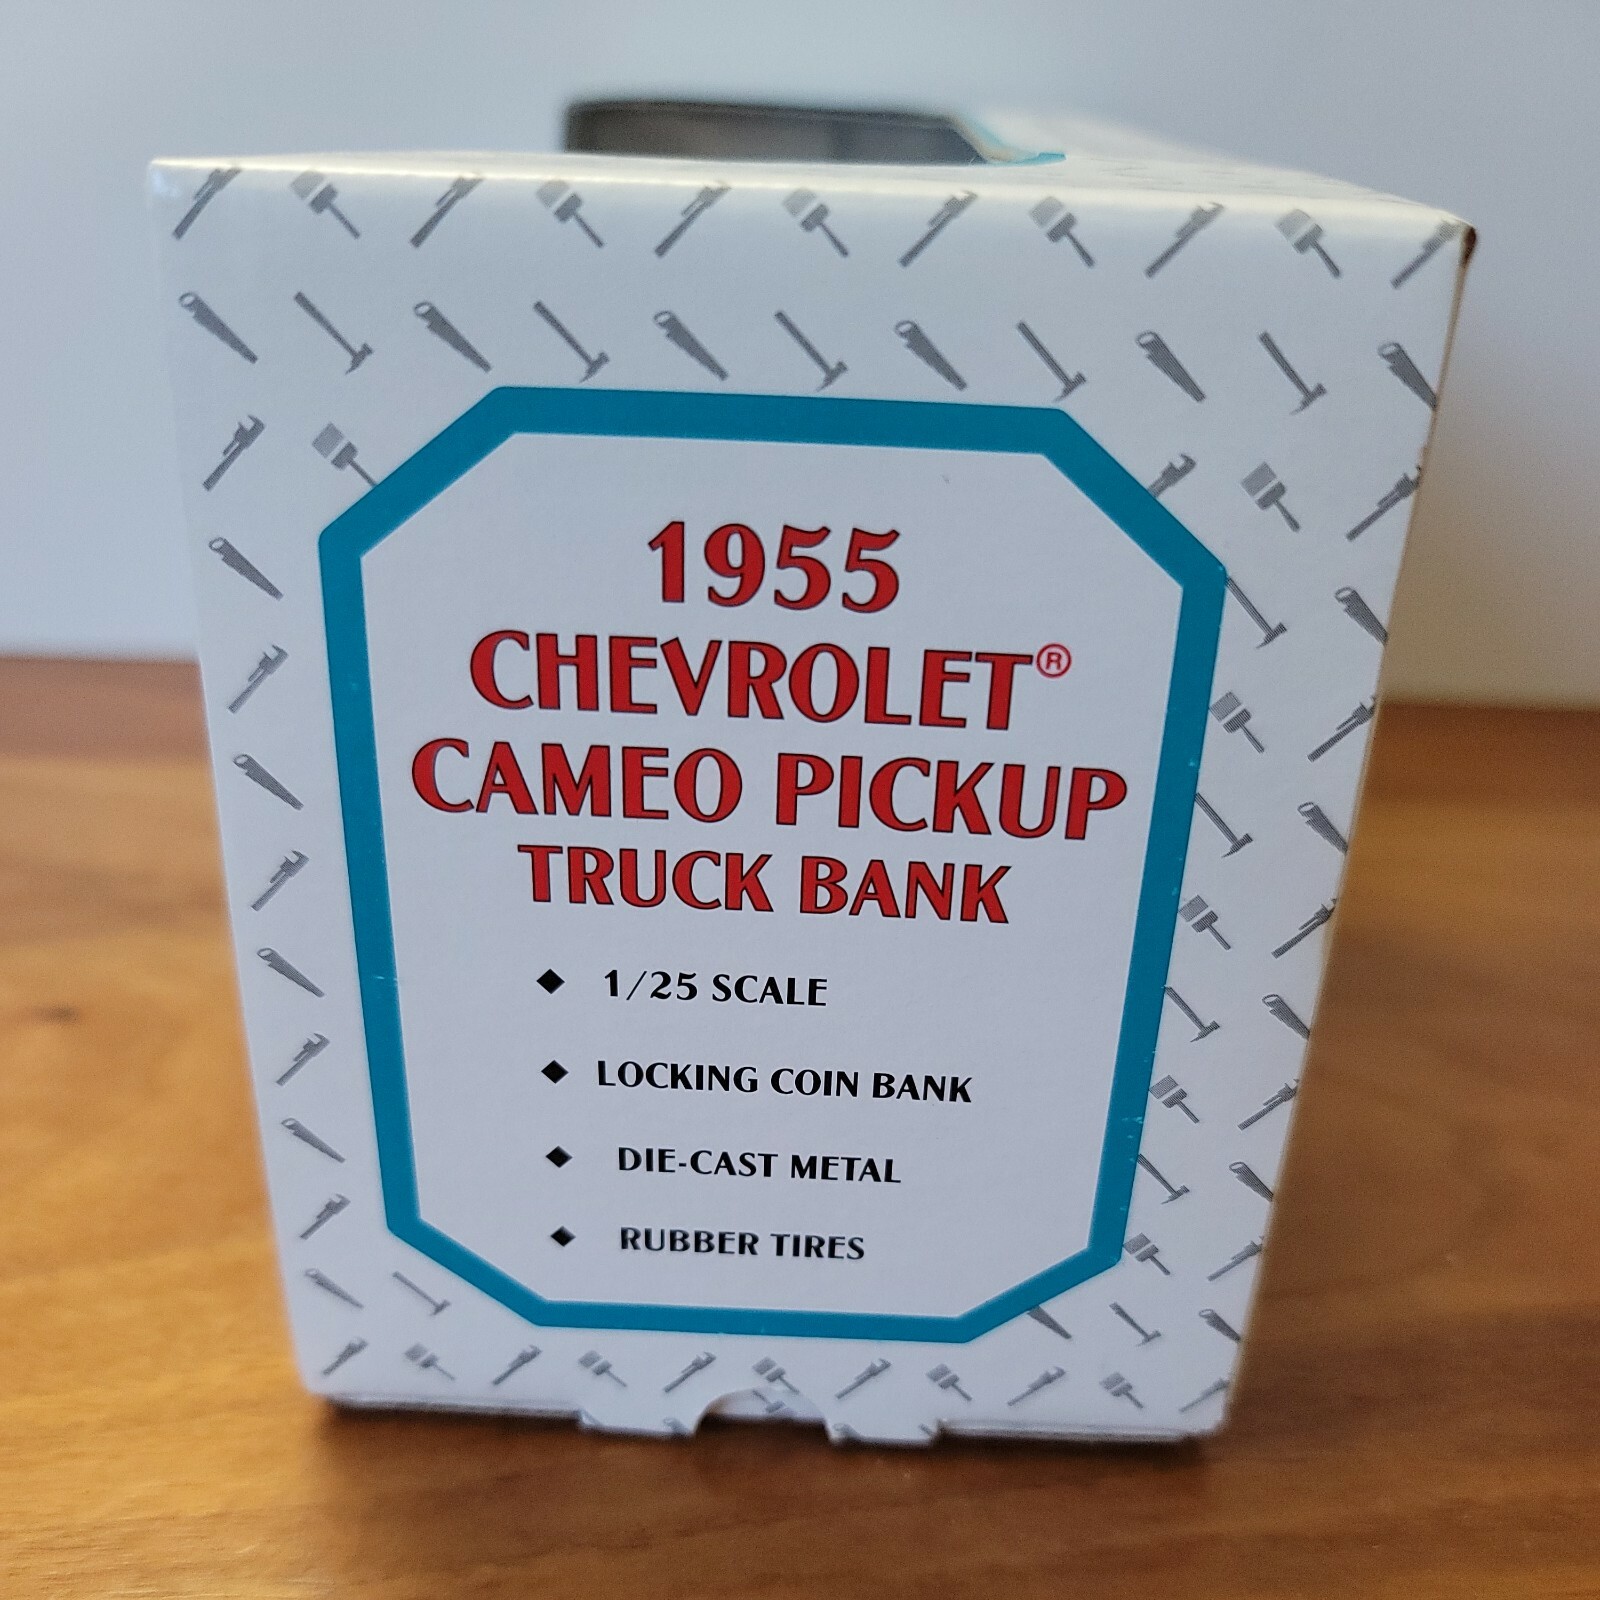 1955
CHEVROLET®
CAMEO PICKUP
TRUCK BANK
◆ 1/25 SCALE
◆ LOCKING COIN BANK
◆ DIE-CAST METAL
◆ RUBBER TIRES